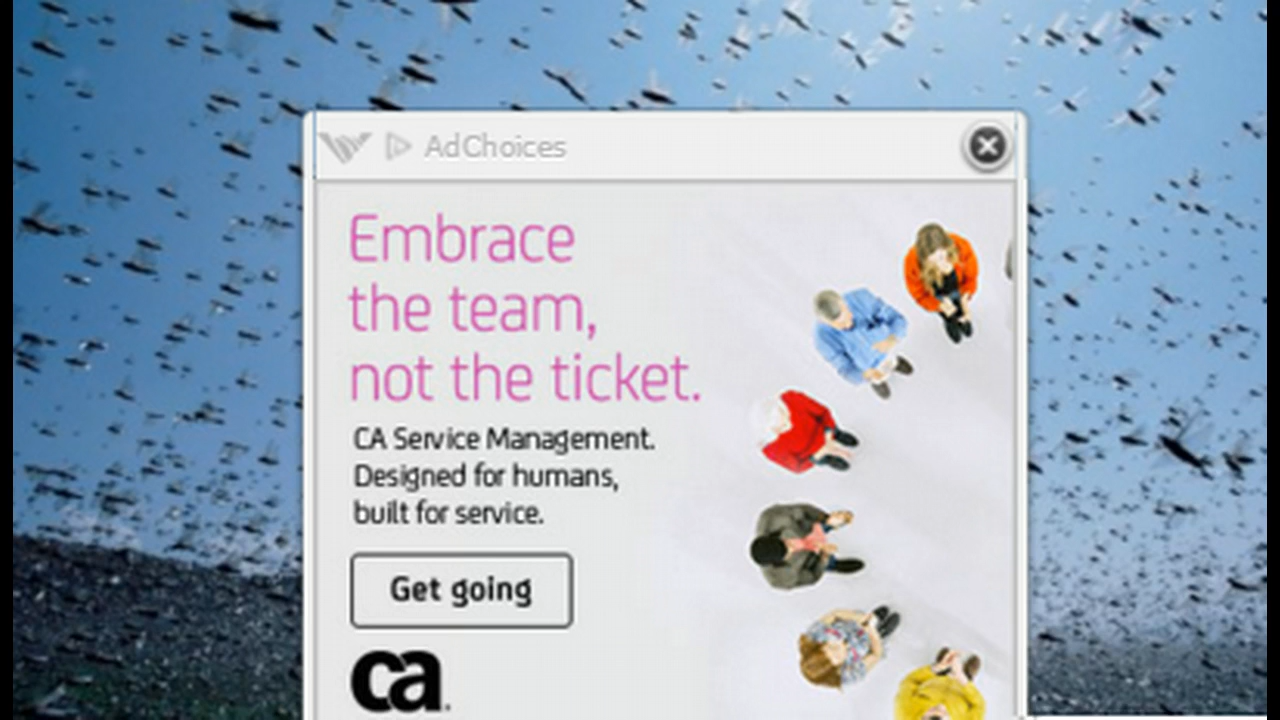 AdChoices
Embrace
the team,
not the ticket.
CA Service Management.
Designed for humans,
built for service.
Get going
ca